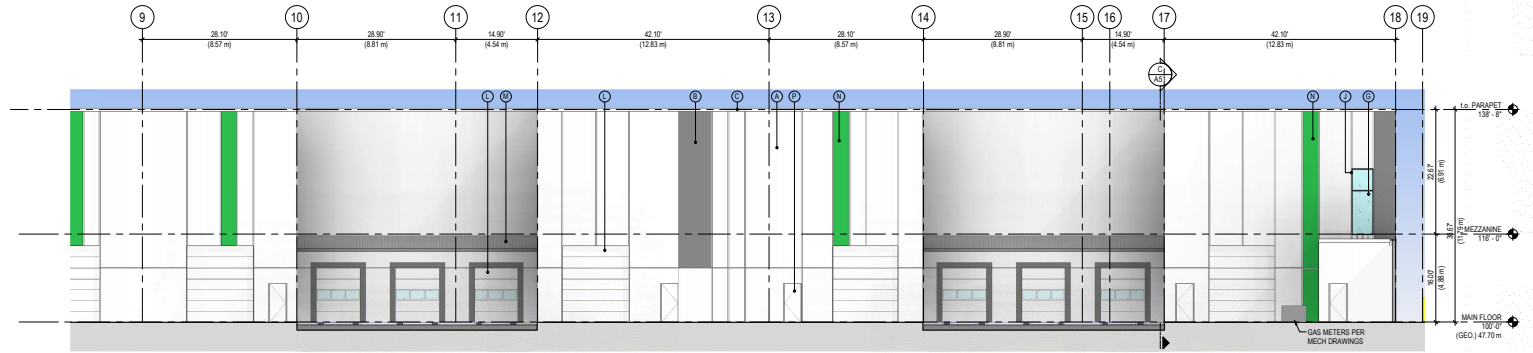 9 10 11 12 13 14 15 16 17 18 19
28.10' 28.90' 14.90' 42.10' 28.10' 28.90' 14.90' 42.10'
(8.57 m) (8.81 m) (4.54 m) (12.83 m) (8.57 m) (8.81 m) (4.54 m) (12.83 m)
C
A5
L M L B C A P N N J G
t.o. PARAPET
138' - 8"
22.67'
(6.91 m)
38.67'
(11.79 m)
MEZZANINE
116' - 0"
16.00'
(4.88 m)
MAIN FLOOR
100'-0"
(GEO.) 47.70 m
GAS METERS PER
MECH DRAWINGS